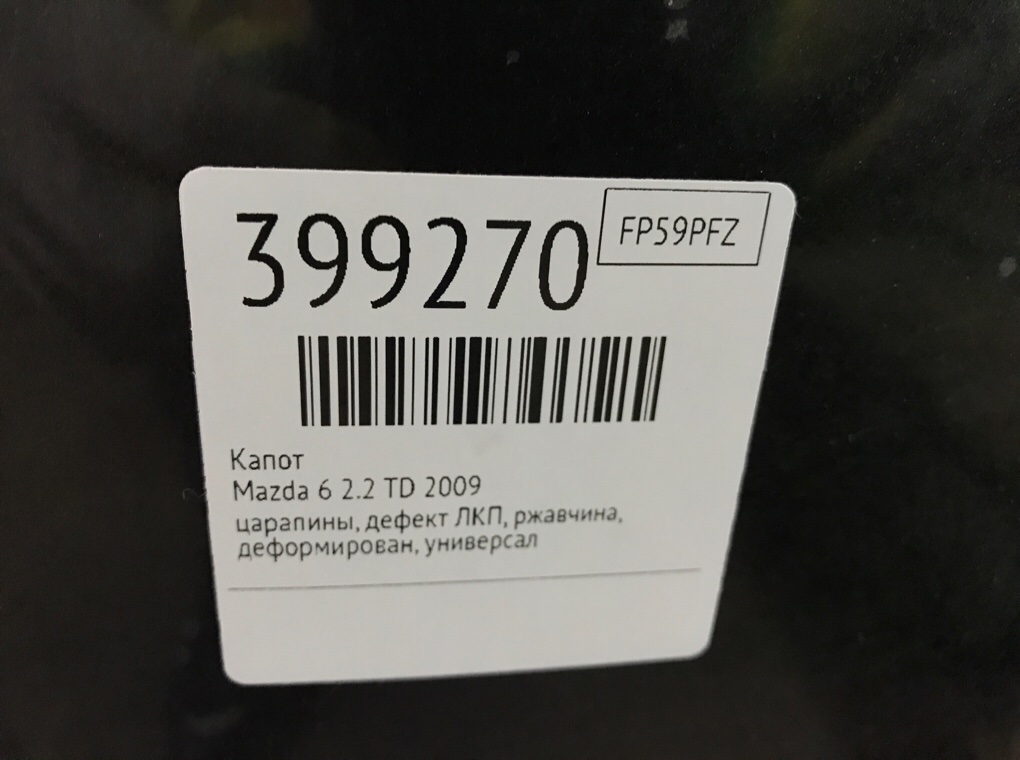 399270
FP59PFZ
Капот
Mazda 6 2.2 TD 2009
царапины, дефект ЛКП, ржавчина,
деформирован, универсал